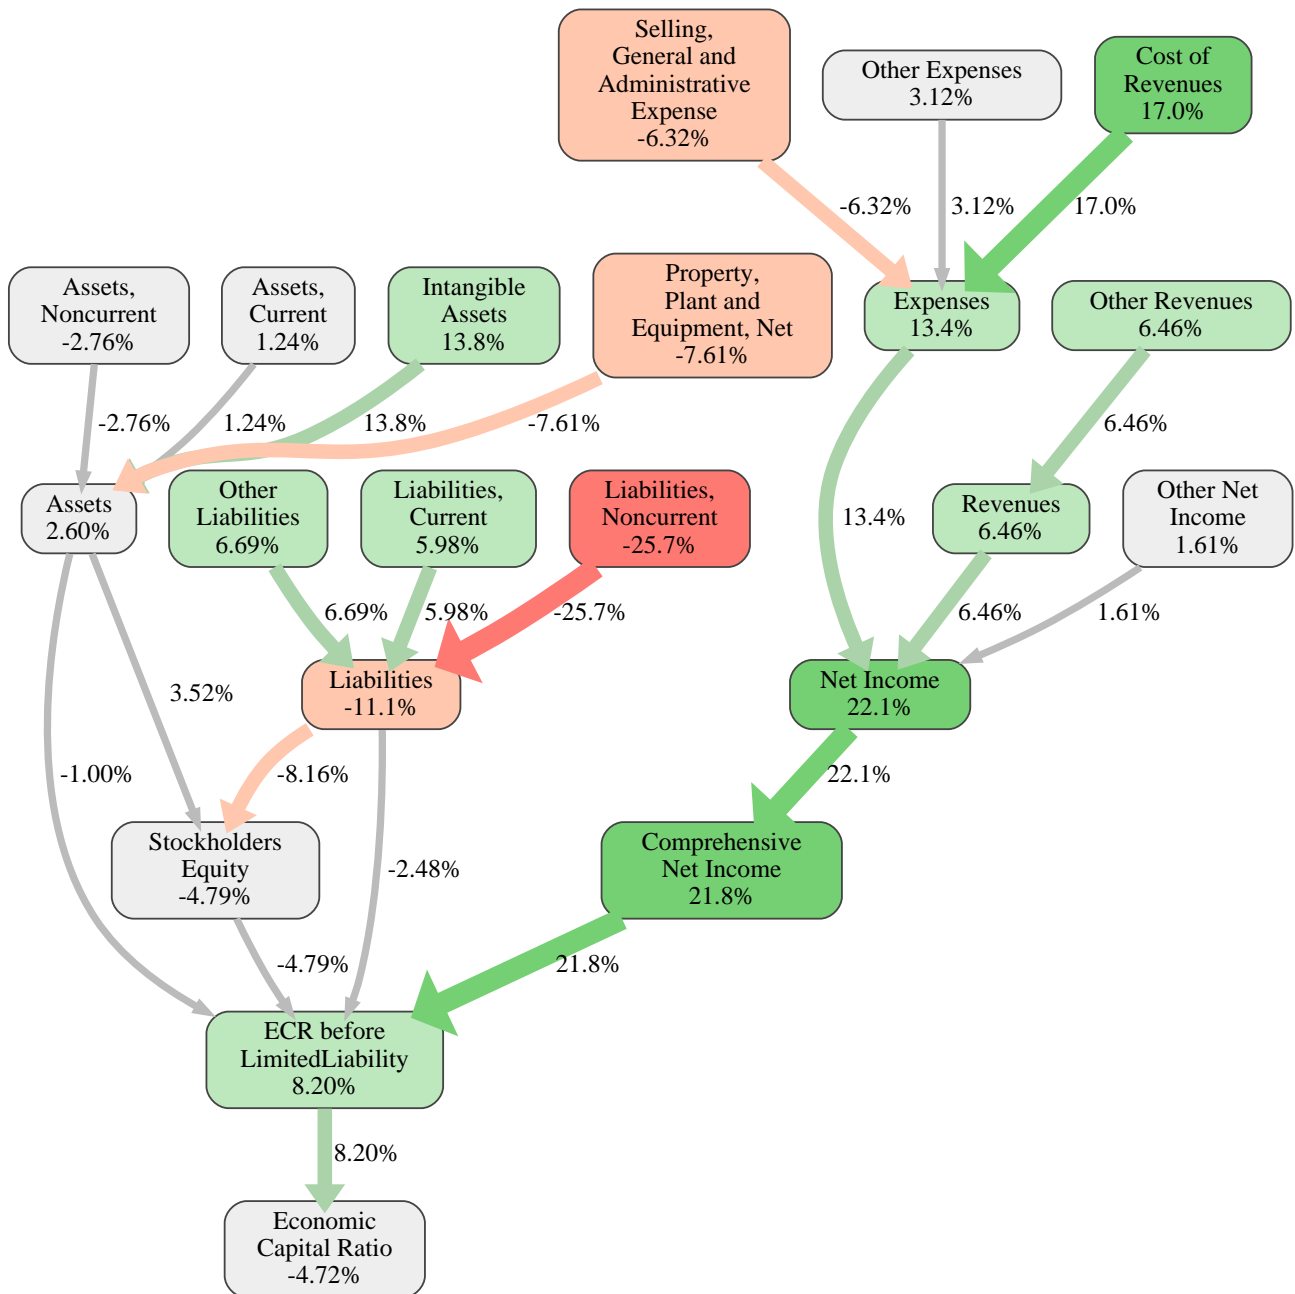 Selling,
General and
Administrative
Expense
-6.32%
Other Expenses
3.12%
Cost of
Revenues
17.0%
-6.32%
3.12%
17.0%
Assets,
Noncurrent
-2.76%
Assets,
Current
1.24%
Intangible
Assets
13.8%
Property,
Plant and
Equipment, Net
-7.61%
Expenses
13.4%
Other Revenues
6.46%
-2.76%
1.24%
13.8%
-7.61%
6.46%
Assets
2.60%
Other
Liabilities
6.69%
Liabilities,
Current
5.98%
Liabilities,
Noncurrent
-25.7%
13.4%
Revenues
6.46%
Other Net
Income
1.61%
6.69%
5.98%
-25.7%
6.46%
1.61%
3.52%
Liabilities
-11.1%
Net Income
22.1%
-1.00%
-8.16%
22.1%
Stockholders
Equity
-4.79%
-2.48%
Comprehensive
Net Income
21.8%
-4.79%
21.8%
ECR before
LimitedLiability
8.20%
8.20%
Economic
Capital Ratio
-4.72%